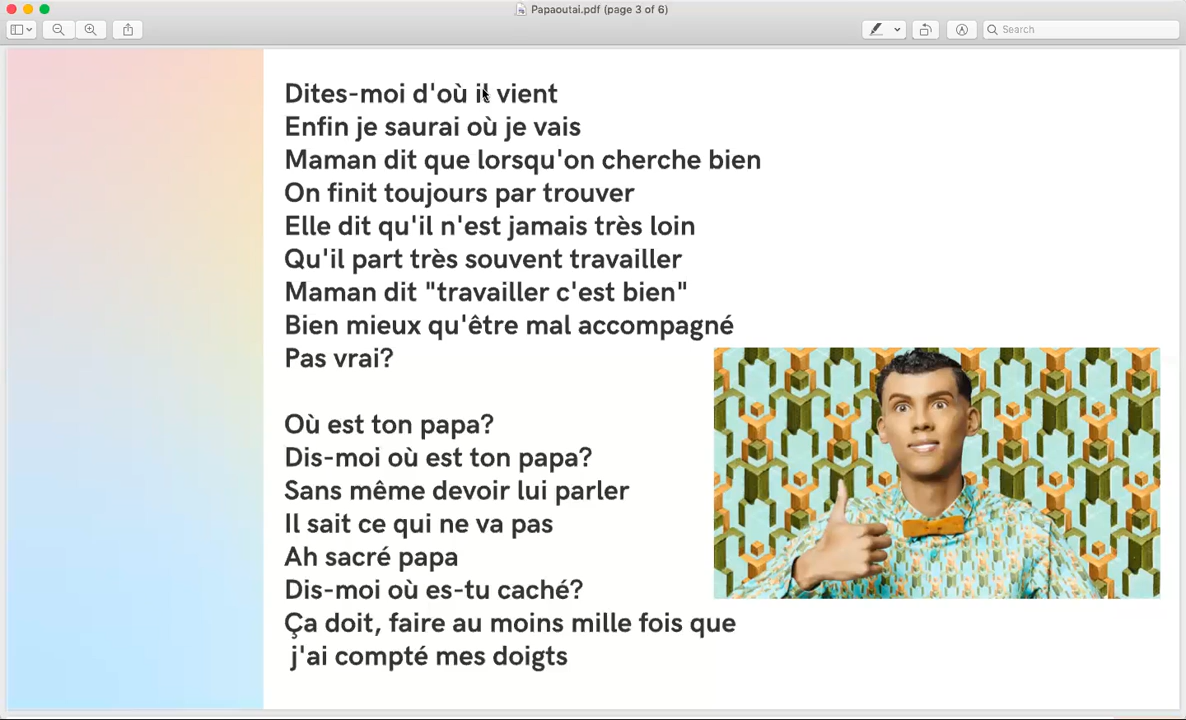 Papaoutai.pdf (page 3 of 6)
Search
Dites-moi d'où il vient
Enfin je saurai où je vais
Maman dit que lorsqu'on cherche bien
On finit toujours par trouver
Elle dit qu'il n'est jamais très loin
Qu'il part très souvent travailler
Maman dit "travailler c'est bien"
Bien mieux qu'être mal accompagné
Pas vrai?
Où est ton papa?
Dis-moi où est ton papa?
Sans même devoir lui parler
Il sait ce qui ne va pas
Ah sacré papa
Dis-moi où es-tu caché?
Ça doit, faire au moins mille fois que
j'ai compté mes doigts